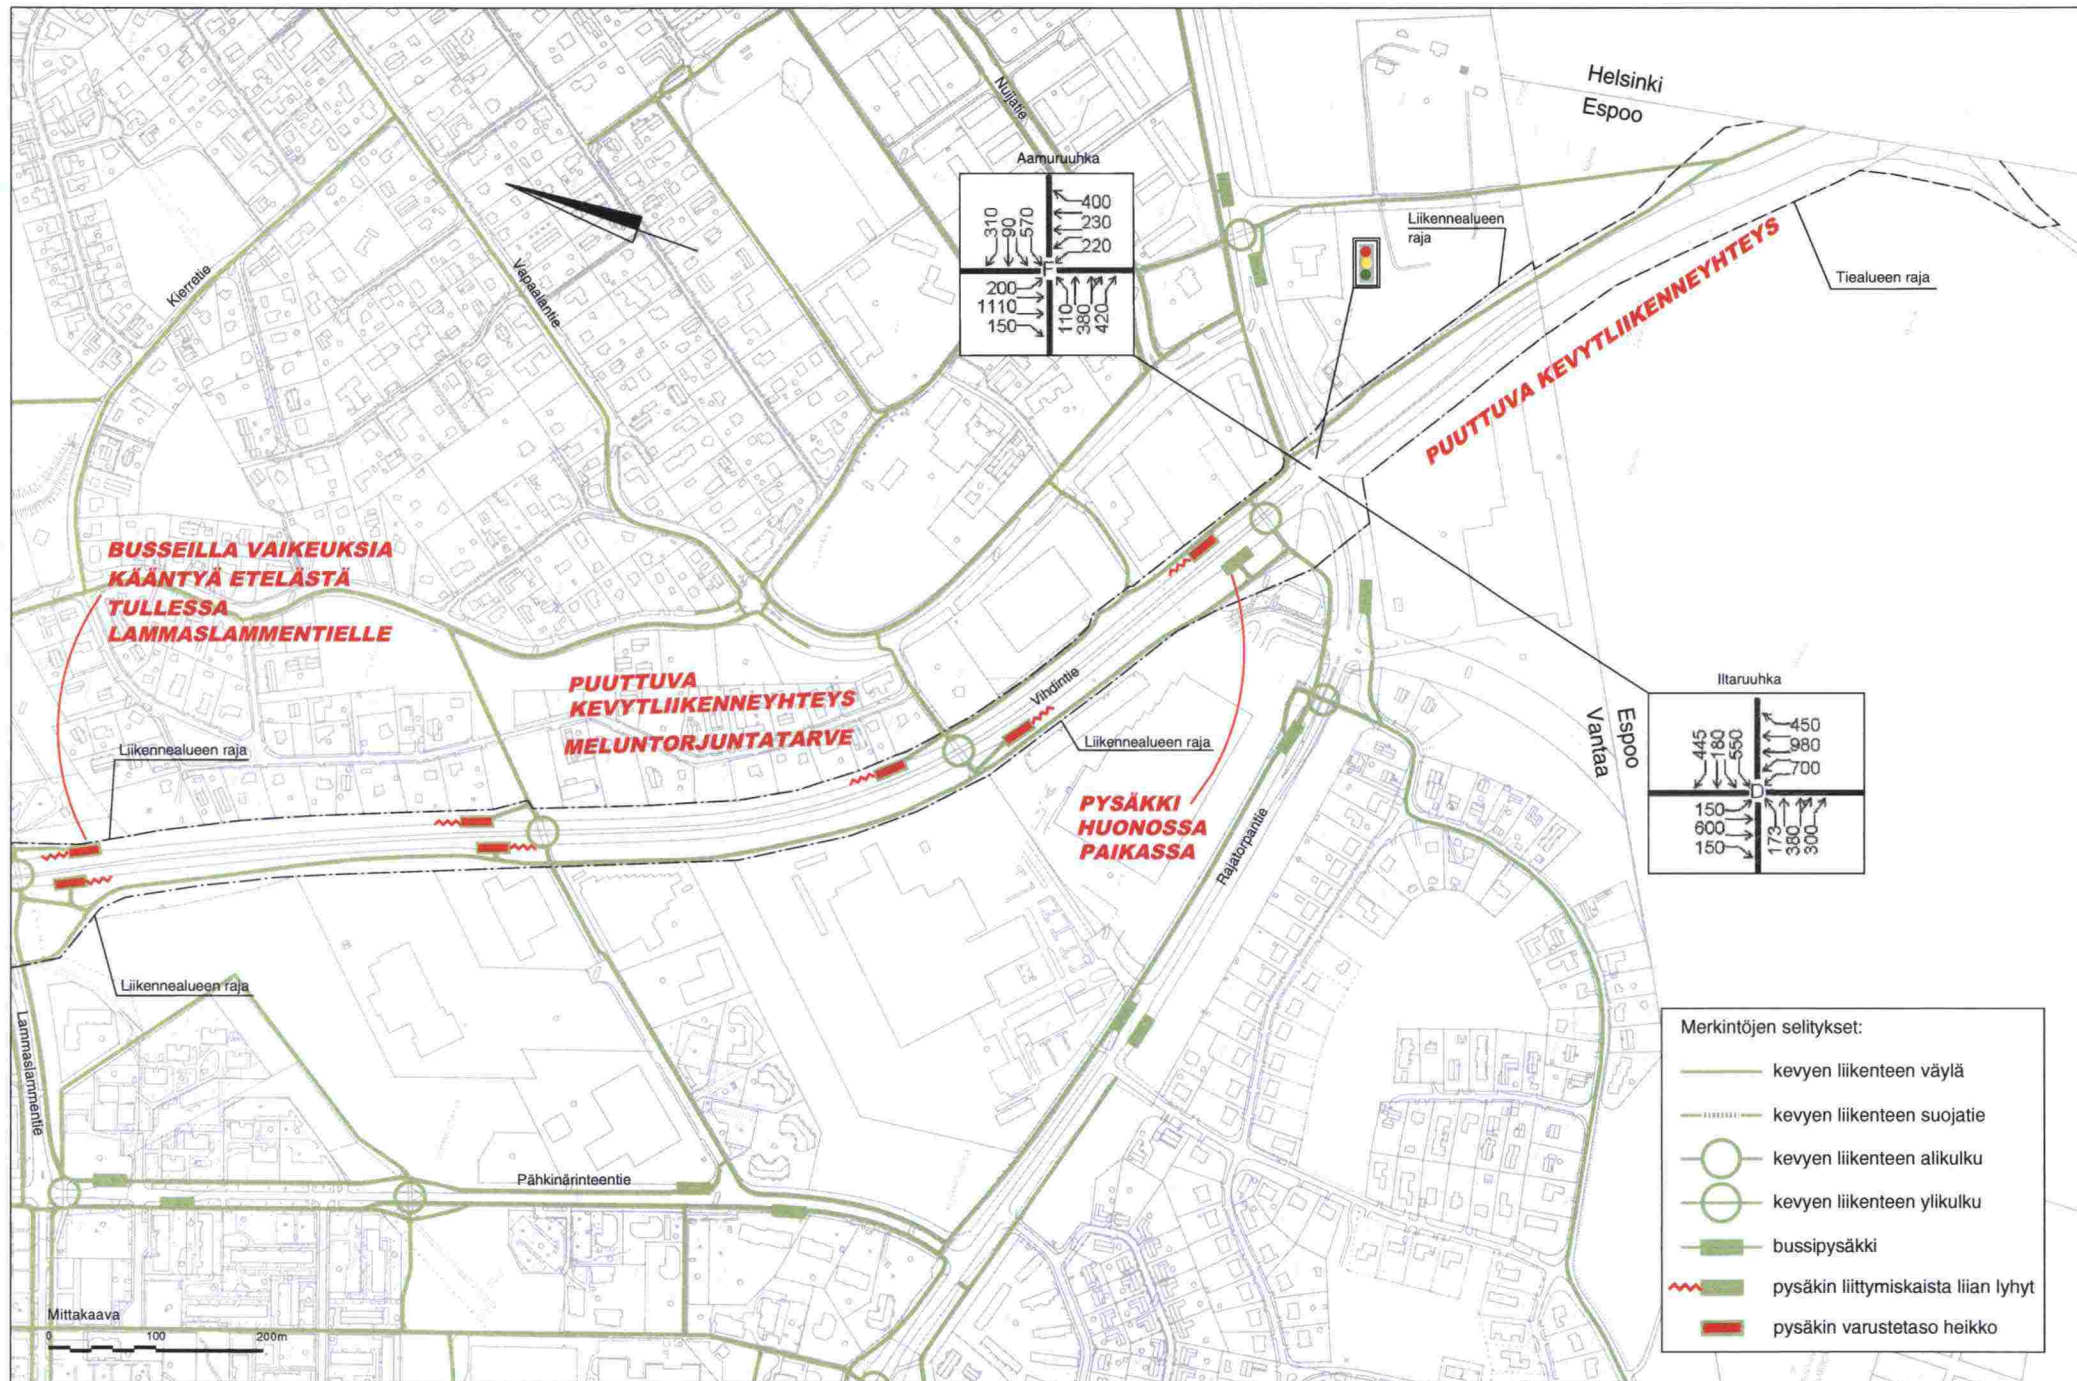 Helsinki
Espoo
Nuijatie
Aamuruuhka
310
90
570
400
230
220
200
1110
150
110
380
420
Liikennealueen
raja
Tiealueen raja
PUUTTUVA KEVYTLIIKENNEYHTEYS
Kierretie
Vapaalantie
BUSSEILLA VAIKEUKSIA
KÄÄNTYÄ ETELÄSTÄ
TULLESSA
LAMMASLAMMENTIELLE
PUUTTUVA
KEVYTLIIKENNEYHTEYS
MELUNTORJUNTATARVE
Vihdintie
Liikennealueen raja
Liikennealueen raja
PYSÄKKI
HUONOSSA
PAIKASSA
Rajatorpantie
Espoo
Vantaa
Iltaruuhka
445
180
550
450
980
700
150
600
150
173
380
300
Liikennealueen raja
Lammaslammentie
Pähkinärinteentie
Mittakaava
0 100 200m
Merkintöjen selitykset:
kevyen liikenteen väylä
kevyen liikenteen suojatie
kevyen liikenteen alikulku
kevyen liikenteen ylikulku
bussipysäkki
pysäkin liittymiskaista liian lyhyt
pysäkin varustetaso heikko